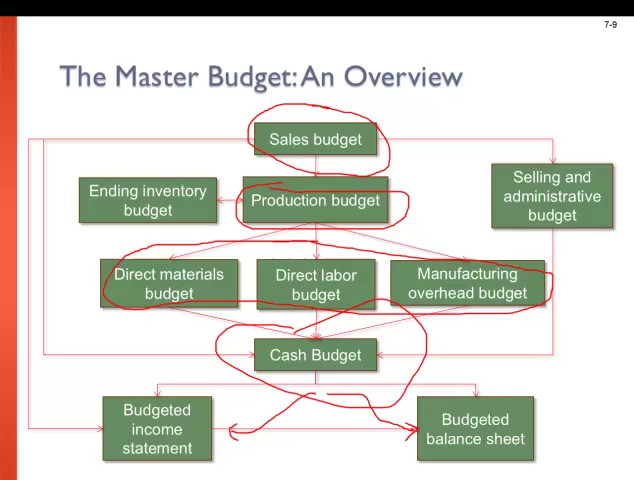 7-9
The Master Budget: An Overview
Sales budget
Ending inventory
budget
Production budget
Selling and
administrative
budget
Direct materials
budget
Direct labor
budget
Manufacturing
overhead budget
Cash Budget
Budgeted
income
statement
Budgeted
balance sheet